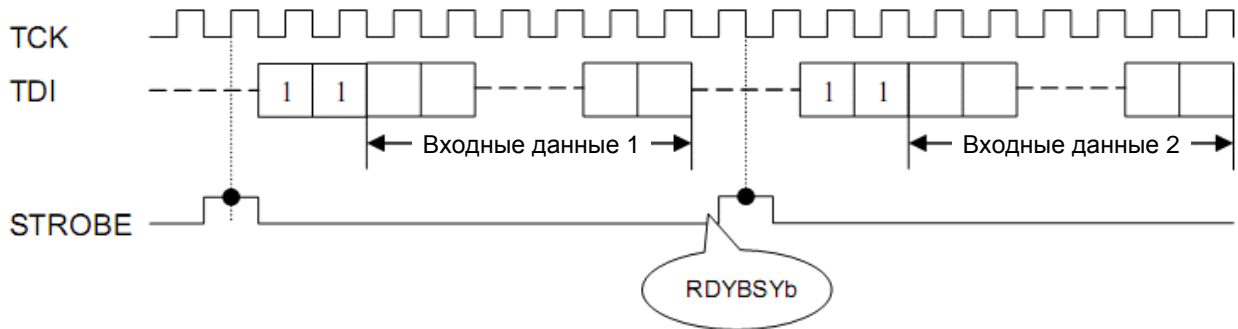 TCK
TDI
1 1 1 1
Входные данные 1 Входные данные 2
STROBE
RDYBSYb